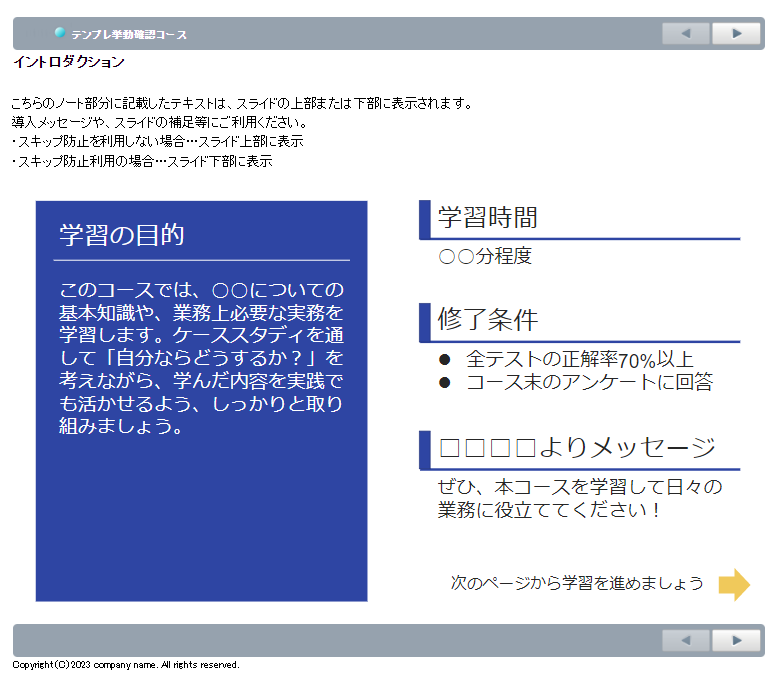 テンプレ挙動確認コース
イントロダクション
こちらのノート部分に記載したテキストは、スライドの上部または下部に表示されます。
導入メッセージや、スライドの補足等にご利用ください。
・スキップ防止を利用しない場合…スライド上部に表示
・スキップ防止利用の場合…スライド下部に表示
学習の目的
このコースでは、○○についての
基本知識や、業務上必要な実務を
学習します。ケーススタディを通
して「自分ならどうするか？」を
考えながら、学んだ内容を実践で
も活かせるよう、しっかりと取り
組みましょう。
学習時間
○○分程度
修了条件
● 全テストの正解率70%以上
● コース末のアンケートに回答
□□□□よりメッセージ
ぜひ、本コースを学習して日々の
業務に役立ててください！
次のページから学習を進めましょう
Copyright(C)2023 company name. All rights reserved.